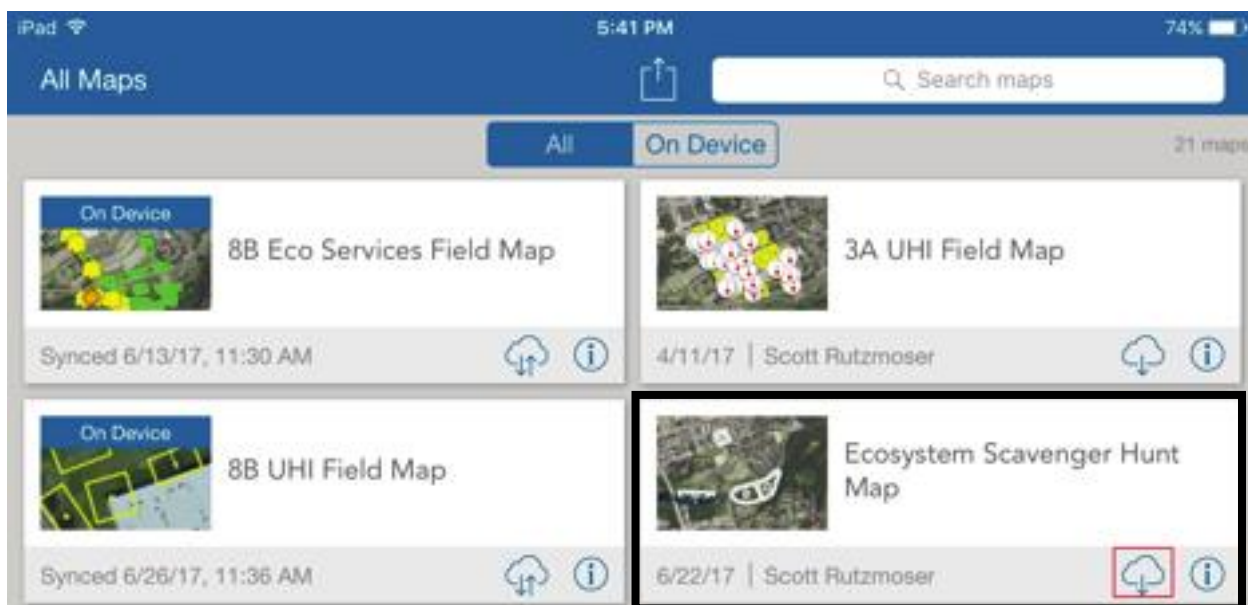 iPad 5:41 PM 74%
All Maps Search maps
All On Device 21 maps
On Device
8B Eco Services Field Map
Synced 6/13/17, 11:30 AM
3A UHI Field Map
4/11/17 | Scott Rutzmoser
On Device
8B UHI Field Map
Synced 6/26/17, 11:36 AM
Ecosystem Scavenger Hunt
Map
6/22/17 | Scott Rutzmoser